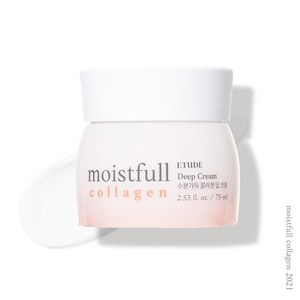 moistfull
collagen
ETUDE
Deep Cream
수분가득 콜라겐 딥 크림
2.53 fl. oz. / 75 ml
moistfull collagen 2021